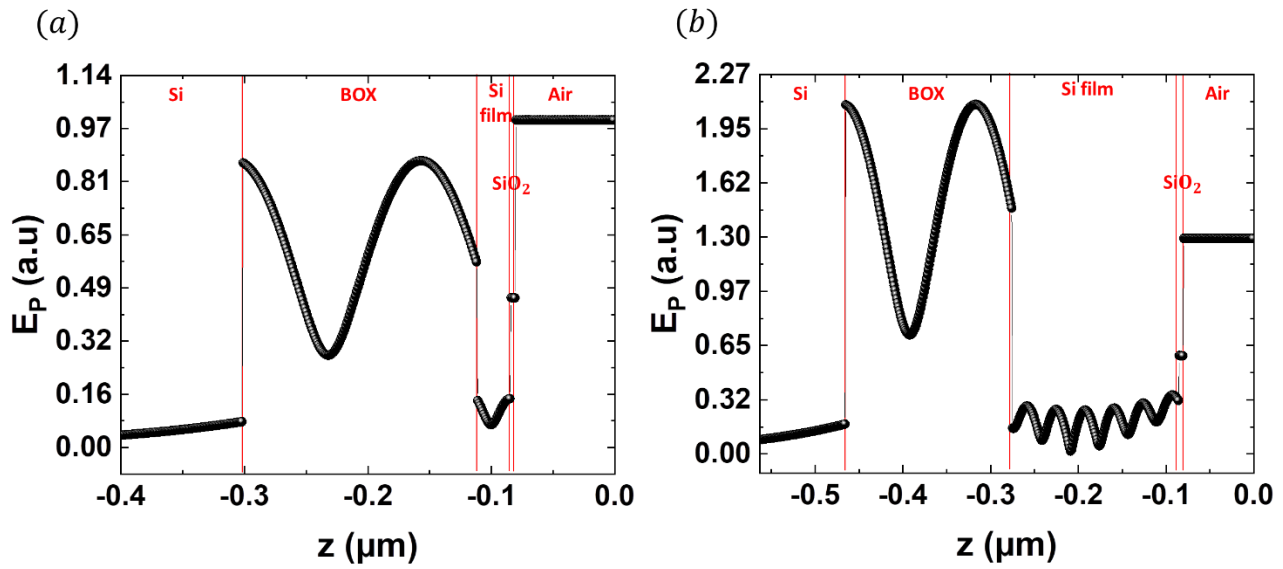 (a)
1.14
0.97
0.81
0.65
0.49
0.32
0.16
0.00
E_P (a.u)
Si
BOX
Si
film
Air
SiO₂
-0.4
-0.3
-0.2
-0.1
0.0
z (μm)
(b)
2.27
1.95
1.62
1.30
0.97
0.65
0.32
0.00
E_P (a.u)
Si
BOX
Si film
Air
SiO₂
-0.5
-0.4
-0.3
-0.2
-0.1
0.0
z (μm)